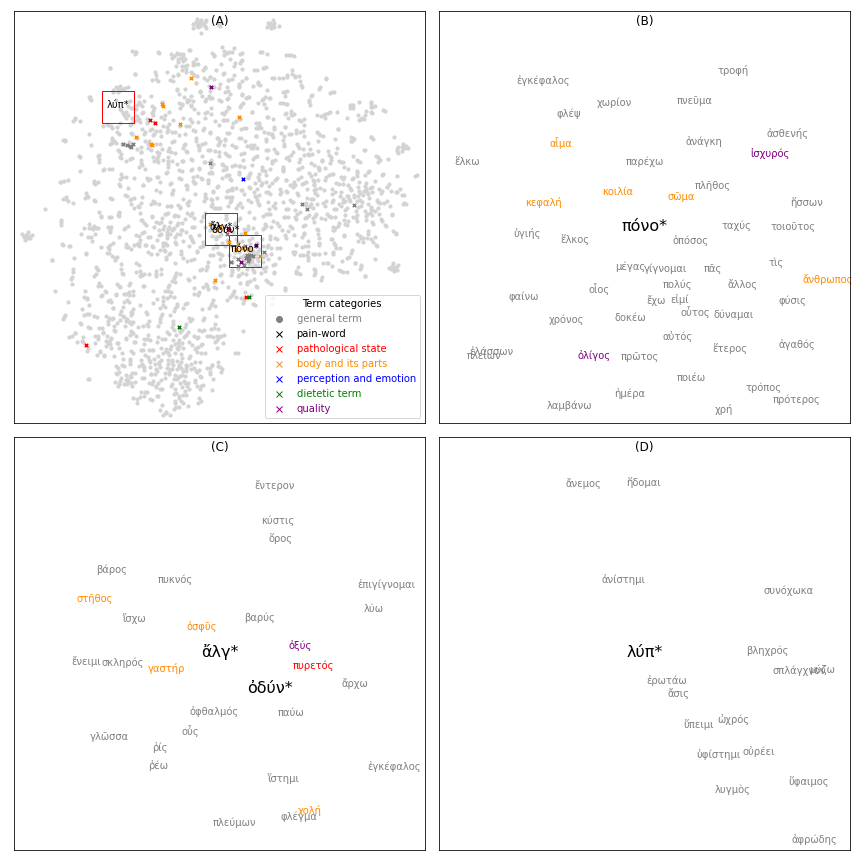 (A)
λύπ*
ὀδύν*
πόνο*
Term categories
general term
pain-word
pathological state
body and its parts
perception and emotion
dietetic term
quality
(B)
τροφή
ἐγκέφαλος
χωρίον
πνεῦμα
φλέψ
ἀσθενής
αἷμα
ἀνάγκη
ἰσχυρός
ἕλκω
παρέχω
πλῆθος
κοιλία
σῶμα
κεφαλή
ἥσσων
πόνο*
ταχύς
τοιοῦτος
ὑγιής
ἕλκος
ὁπόσος
τὶς
μέγας
γίγνομαι
πᾶς
ἄνθρωπος
πολύς
ἄλλος
οἷος
φαίνω
ἔχω
εἰμί
φύσις
οὗτος
δύναμαι
χρόνος
δοκέω
αὐτός
ἀγαθός
ἕτερος
ἐλάσσων
ὀλίγος
πρῶτος
ποιέω
τρόπος
ἡμέρα
πρότερος
λαμβάνω
χρή
(C)
ἔντερον
κύστις
ὄρος
βάρος
πυκνός
ἐπιγίγνομαι
στῆθος
λύω
ἴσχω
βαρύς
ὀσφῦς
ὀξύς
ἄλγ*
ἔνειμι
σκληρός
γαστήρ
πυρετός
ὀδύν*
ἄρχω
ὀφθαλμός
παύω
οὖς
γλῶσσα
ῥίς
ῥέω
ἐγκέφαλος
ἵστημι
χολή
φλέγμα
πλεύμων
(D)
ἄνεμος
ἥδομαι
ἀνίστημι
συνόχωκα
λύπ*
βληχρός
σπλάγχνον
ἐρωτάω
ἄσις
ὕπειμι
ὠχρός
ὑφίστημι
οὐρέει
ὕφαιμος
λυγμὸς
ἀφρώδης